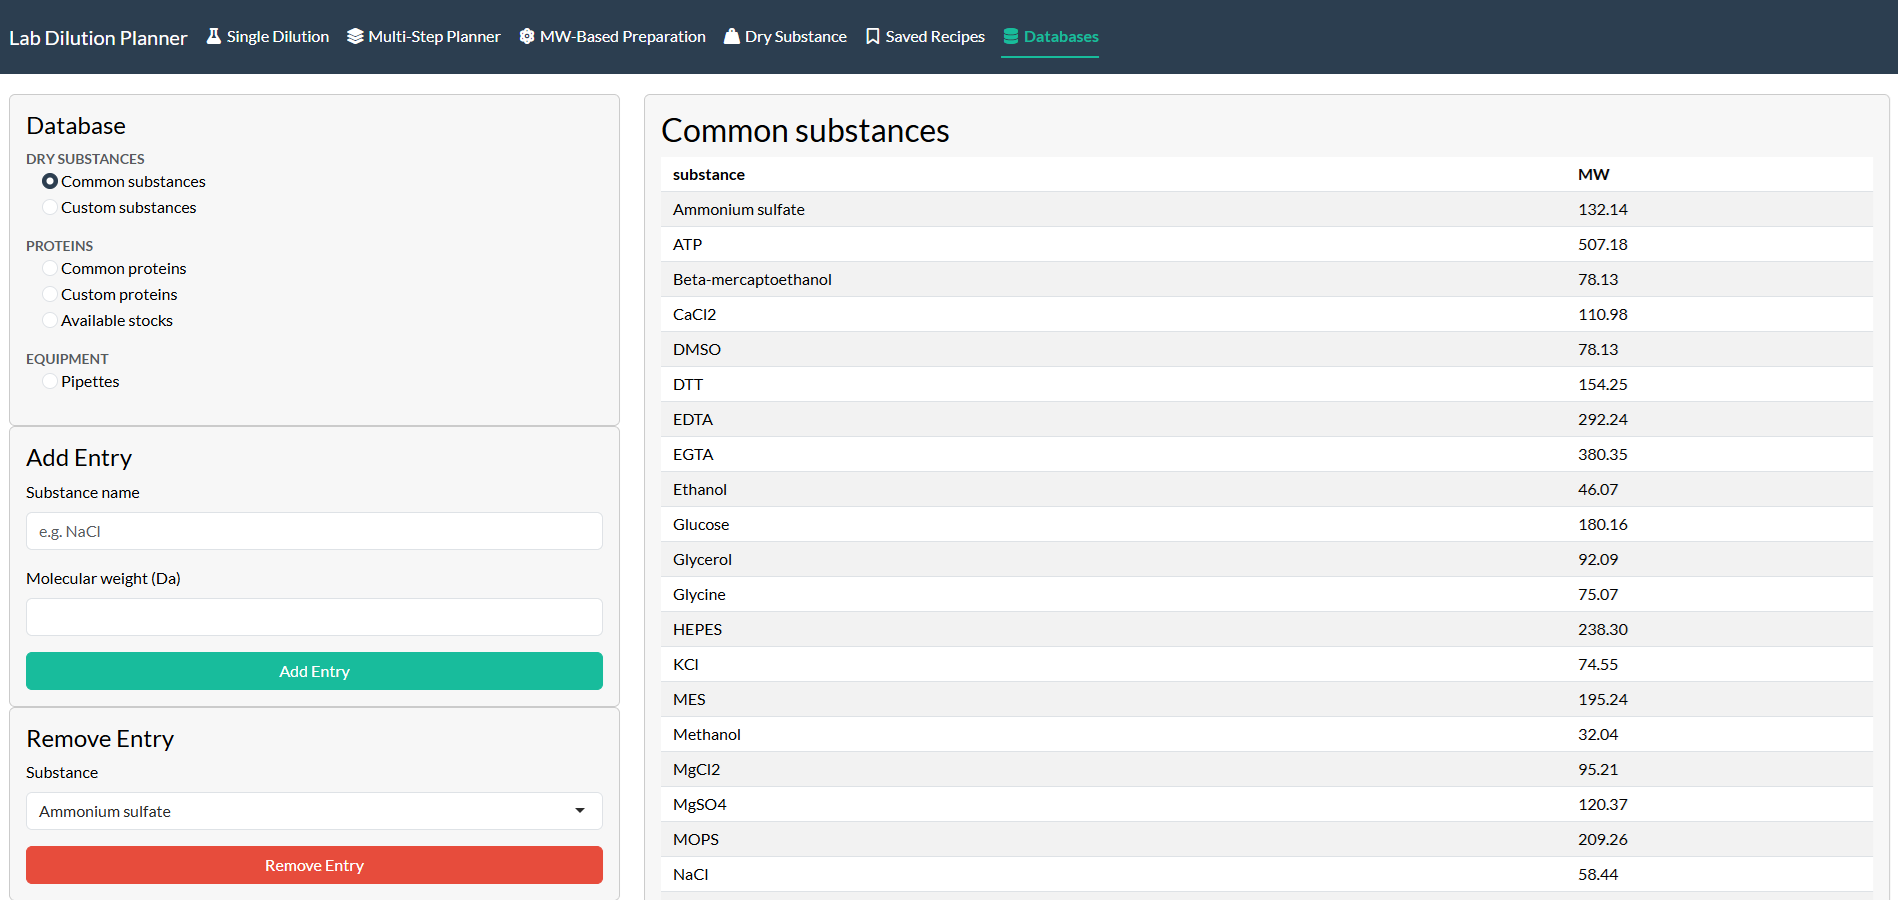 Lab Dilution Planner Single Dilution Multi-Step Planner MW-Based Preparation Dry Substance Saved Recipes Databases
Database
DRY SUBSTANCES
Common substances
Custom substances
PROTEINS
Common proteins
Custom proteins
Available stocks
EQUIPMENT
Pipettes
Add Entry
Substance name
e.g. NaCl
Molecular weight (Da)
Add Entry
Remove Entry
Substance
Ammonium sulfate
Remove Entry
Common substances
substance MW
Ammonium sulfate 132.14
ATP 507.18
Beta-mercaptoethanol 78.13
CaCl2 110.98
DMSO 78.13
DTT 154.25
EDTA 292.24
EGTA 380.35
Ethanol 46.07
Glucose 180.16
Glycerol 92.09
Glycine 75.07
HEPES 238.30
KCl 74.55
MES 195.24
Methanol 32.04
MgCl2 95.21
MgSO4 120.37
MOPS 209.26
NaCl 58.44